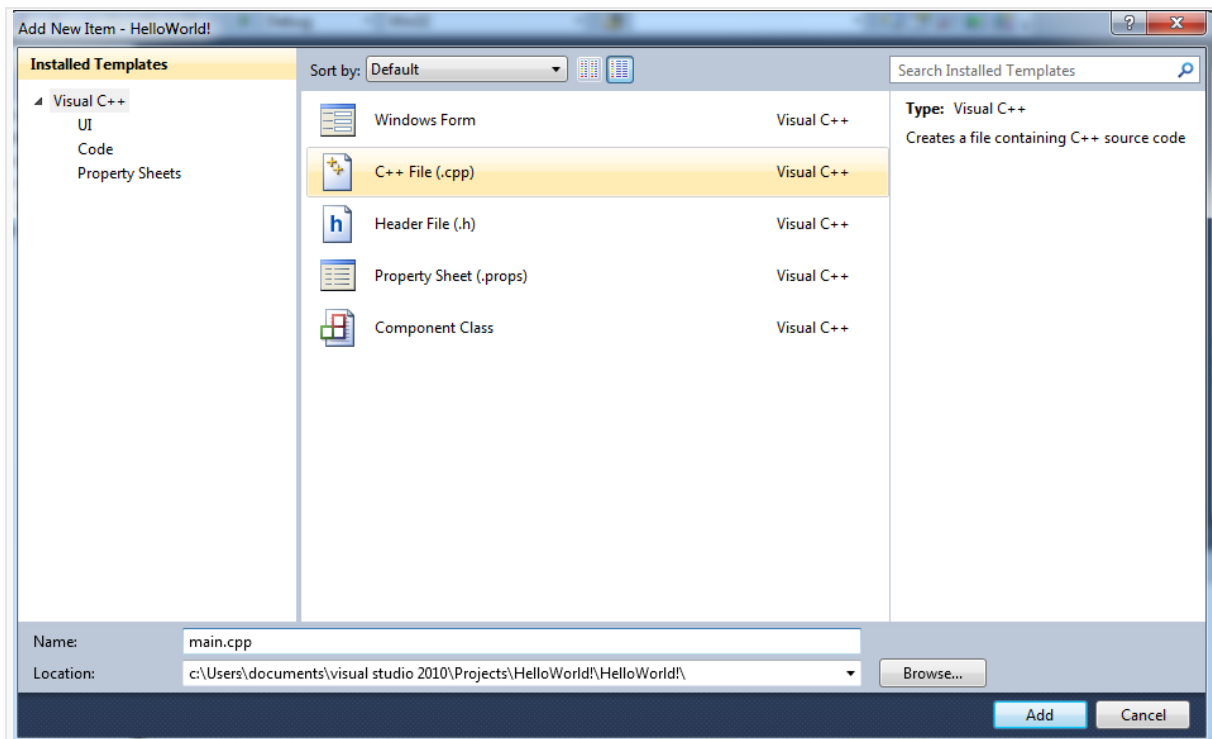 Add New Item - HelloWorld!
Installed Templates
Visual C++
UI
Code
Property Sheets
Sort by: Default
Windows Form Visual C++
C++ File (.cpp) Visual C++
Header File (.h) Visual C++
Property Sheet (.props) Visual C++
Component Class Visual C++
Search Installed Templates
Type: Visual C++
Creates a file containing C++ source code
Name: main.cpp
Location: c:\Users\documents\visual studio 2010\Projects\HelloWorld!\HelloWorld!\
Browse...
Add Cancel